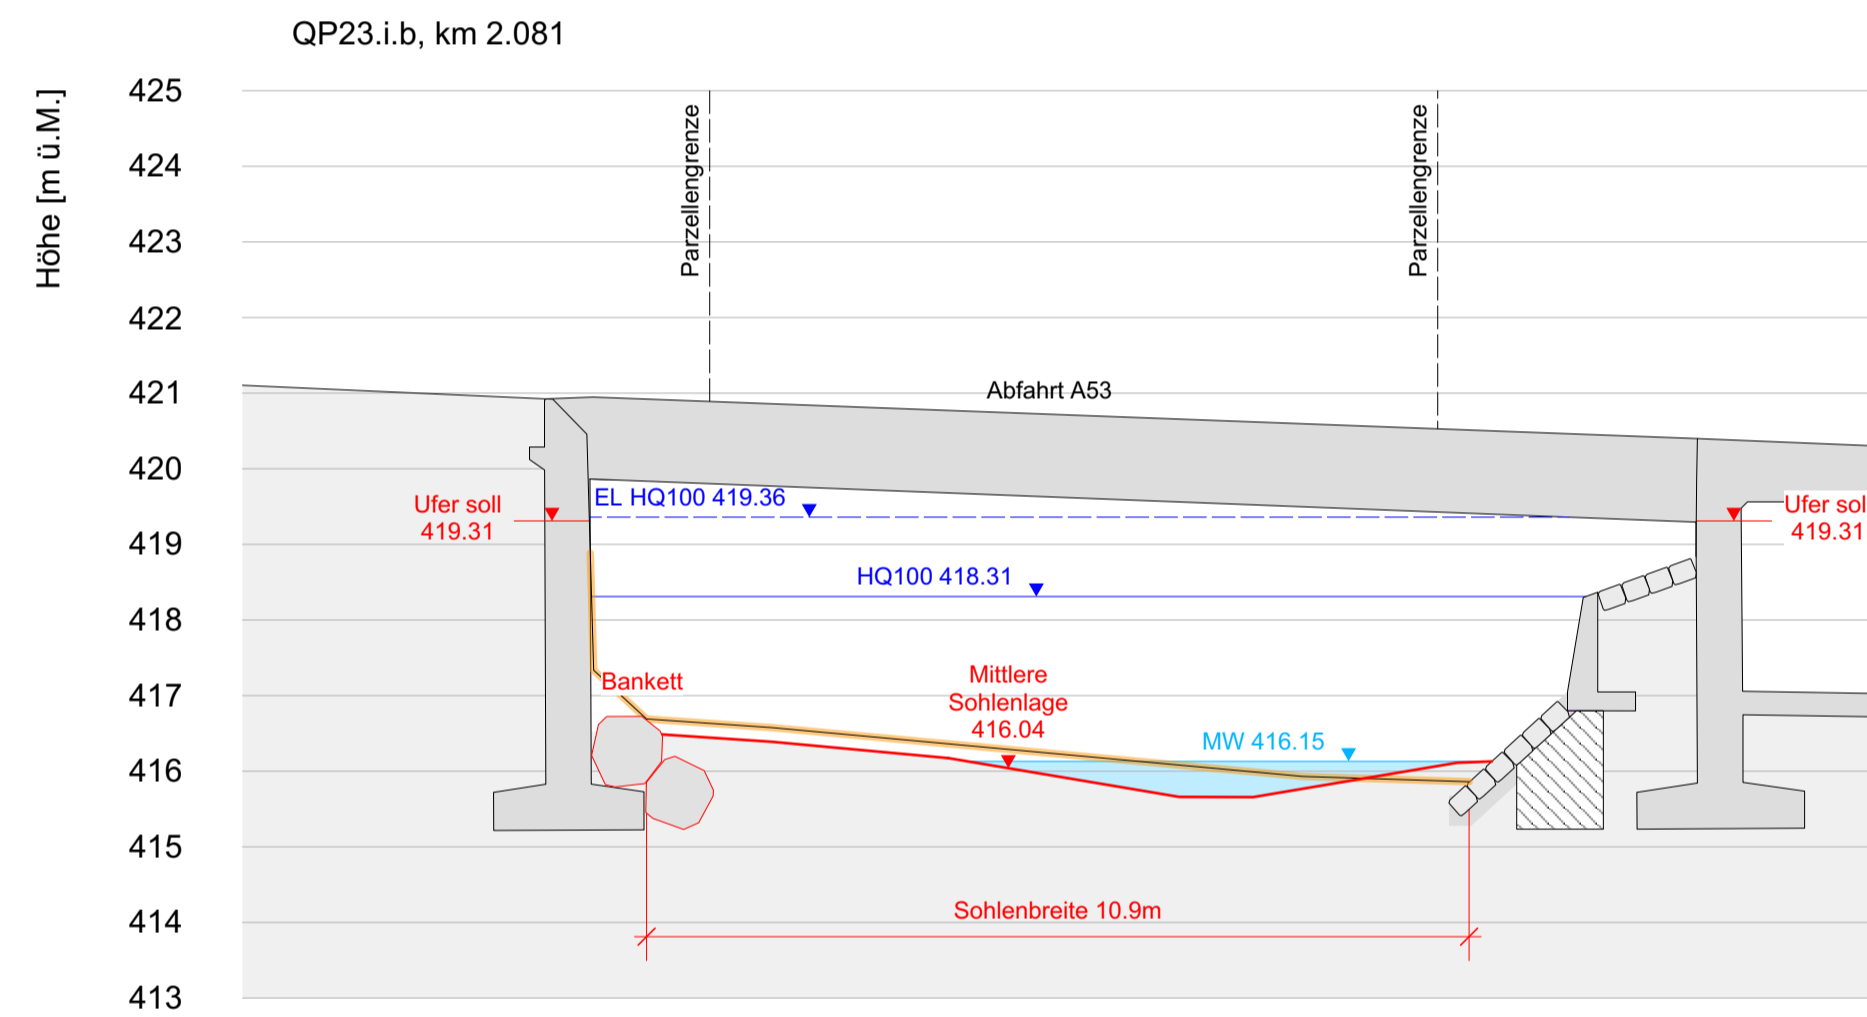 QP23.i.b, km 2.081
Höhe [m ü.M.]
425
424
423
422
421
420
419
418
417
416
415
414
413
Parzellengrenze
Parzellengrenze
Abfahrt A53
EL HQ100 419.36
Ufer soll
419.31
Ufer sol
419.31
HQ100 418.31
Bankett
Mittlere
Sohlenlage
416.04
MW 416.15
Sohlenbreite 10.9m